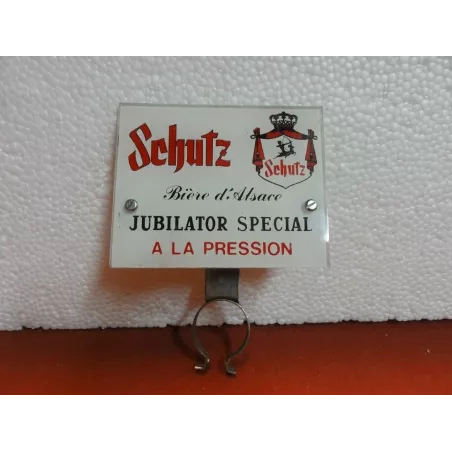 Schutz
Schutz
Bière d'Alsace
JUBILATOR SPECIAL
A LA PRESSION